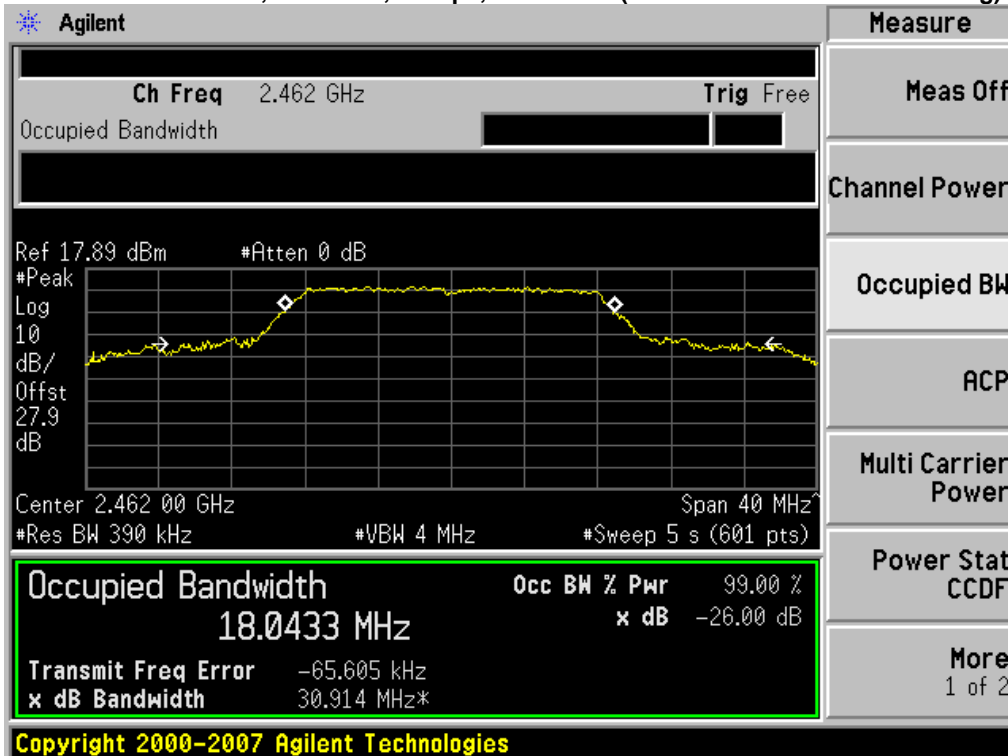 Agilent
Measure
Ch Freq 2.462 GHz
Trig Free
Occupied Bandwidth
Ref 17.89 dBm #Atten 0 dB
#Peak
Log
10
dB/
Offst
27.9
dB
Center 2.462 00 GHz Span 40 MHz^
#Res BW 390 kHz #VBW 4 MHz #Sweep 5 s (601 pts)
Occupied Bandwidth
18.0433 MHz
Occ BW % Pwr 99.00 %
x dB -26.00 dB
Transmit Freq Error -65.605 kHz
x dB Bandwidth 30.914 MHz*
Meas Off
Channel Power
Occupied BW
ACP
Multi Carrier
Power
Power Stat
CCDF
More
1 of 2
Copyright 2000-2007 Agilent Technologies